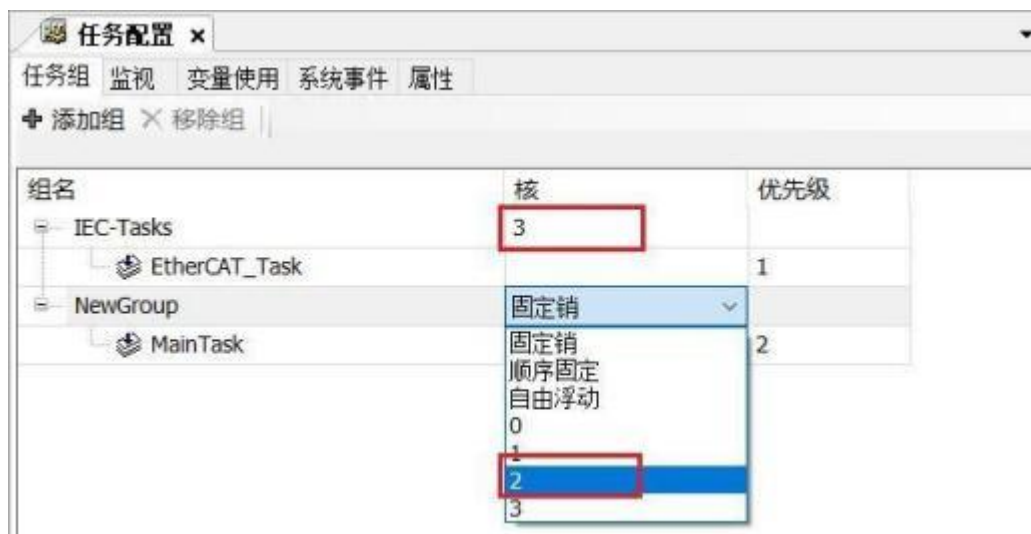 任务配置 ×
任务组 监视 变量使用 系统事件 属性
添加组 移除组
组名 核 优先级
IEC-Tasks 3
EtherCAT_Task 1
NewGroup 固定销
MainTask 2
固定销
顺序固定
自由浮动
0
1
2
3